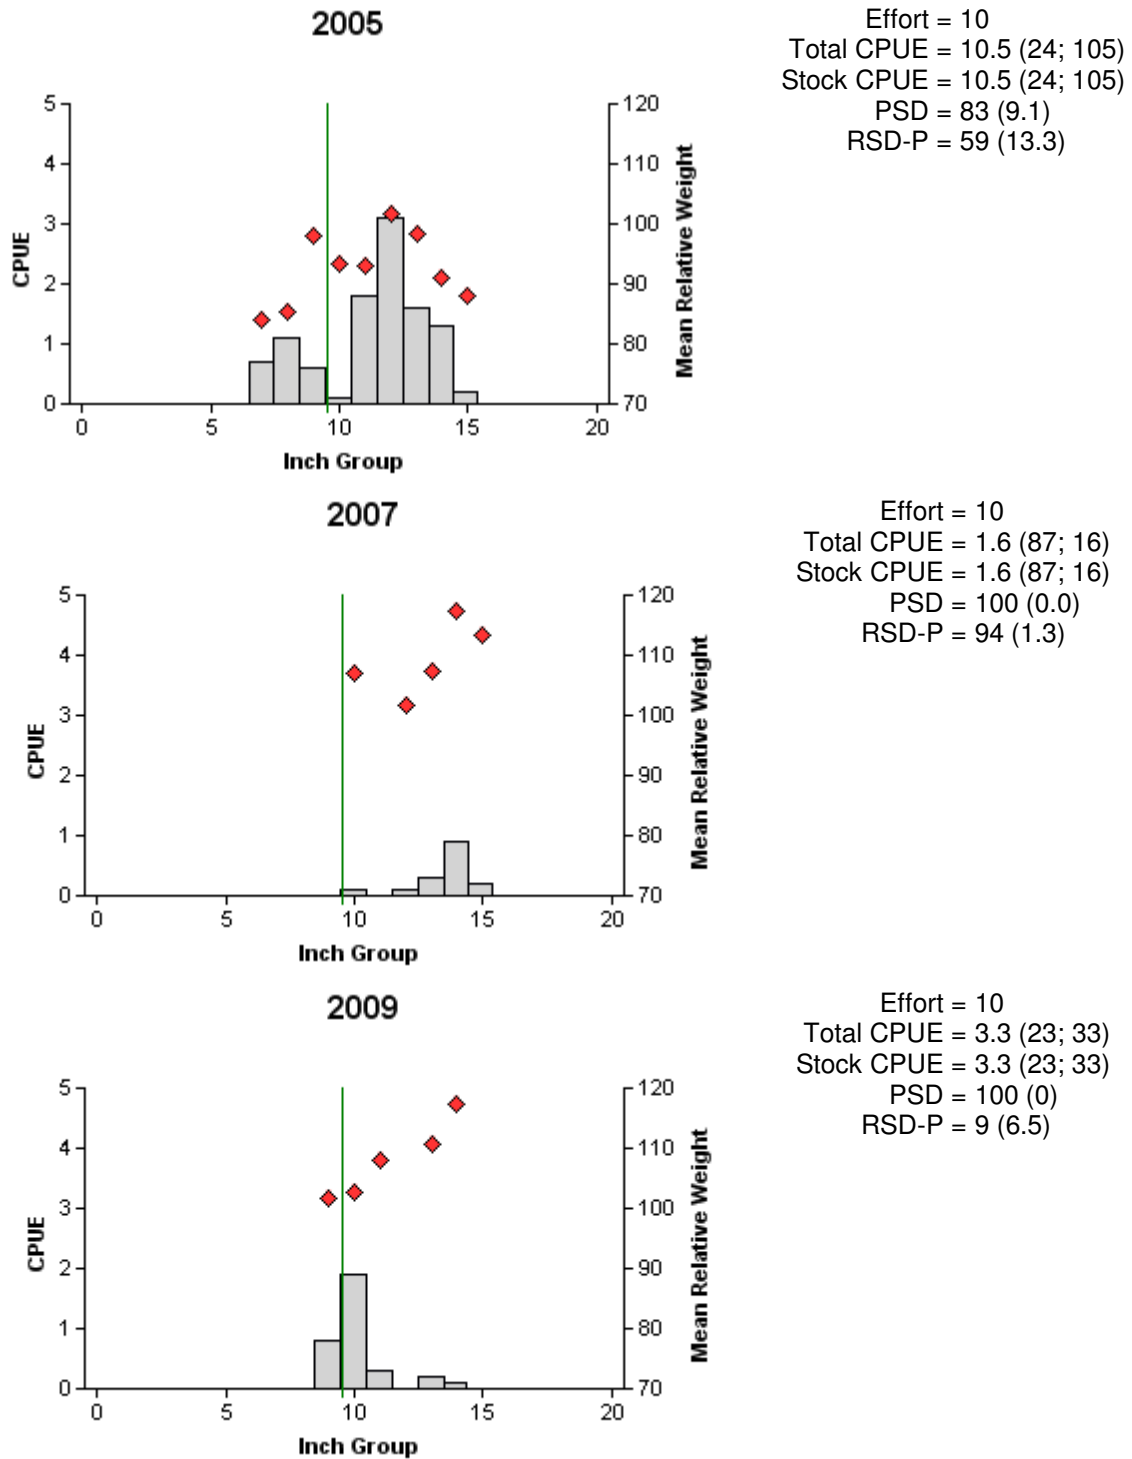 2005
Effort = 10
Total CPUE = 10.5 (24; 105)
Stock CPUE = 10.5 (24; 105)
PSD = 83 (9.1)
RSD-P = 59 (13.3)
5
4
3
2
1
0
CPUE
120
110
100
90
80
70
Mean Relative Weight
0 5 10 15 20
Inch Group
2007
Effort = 10
Total CPUE = 1.6 (87; 16)
Stock CPUE = 1.6 (87; 16)
PSD = 100 (0.0)
RSD-P = 94 (1.3)
5
4
3
2
1
0
CPUE
120
110
100
90
80
70
Mean Relative Weight
0 5 10 15 20
Inch Group
2009
Effort = 10
Total CPUE = 3.3 (23; 33)
Stock CPUE = 3.3 (23; 33)
PSD = 100 (0)
RSD-P = 9 (6.5)
5
4
3
2
1
0
CPUE
120
110
100
90
80
70
Mean Relative Weight
0 5 10 15 20
Inch Group